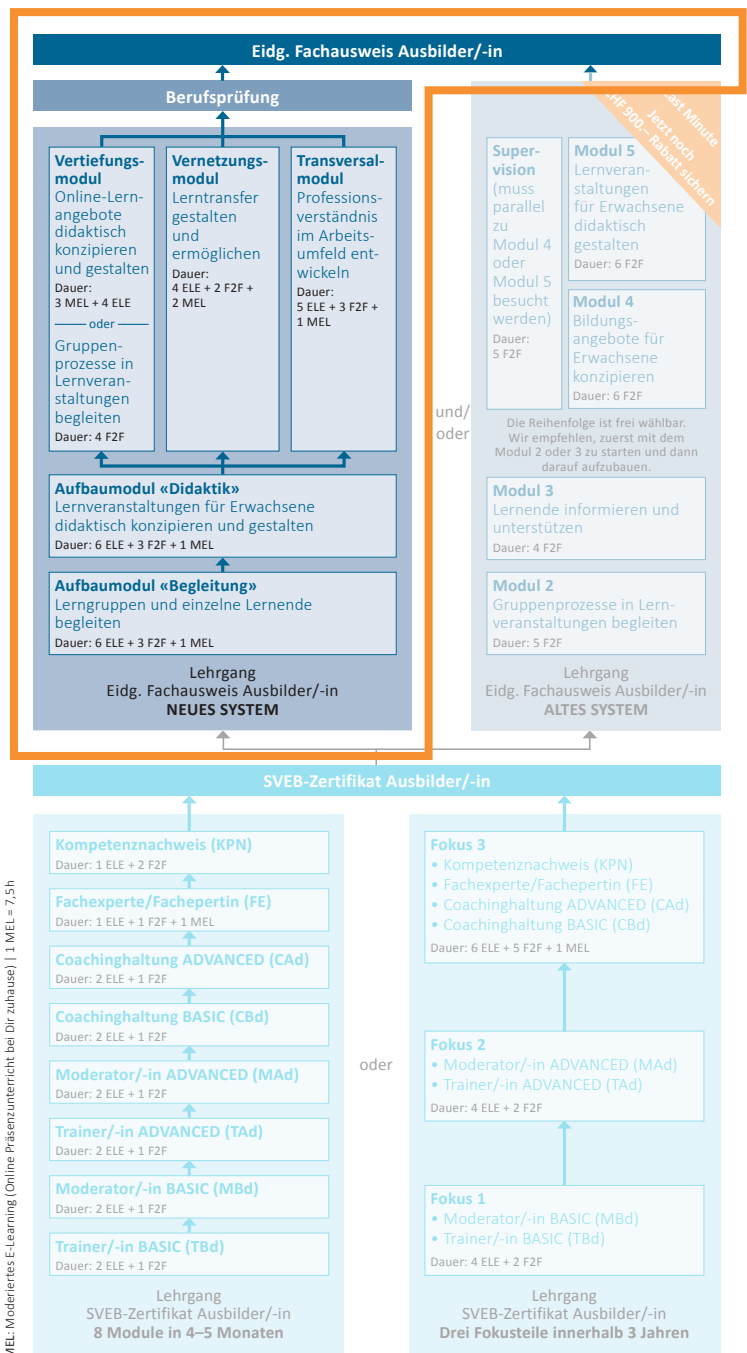 Eidg. Fachausweis Ausbilder/-in
Berufsprüfung
Vertiefungs-
modul
Online-Lern-
angebote
didaktisch
konzipieren
und gestalten
Dauer:
3 MEL + 4 ELE
oder
Gruppen-
prozesse in
Lernveran-
staltungen
begleiten
Dauer: 4 F2F
Vernetzungs-
modul
Lerntransfer
gestalten
und
ermöglichen
Dauer:
4 ELE + 2 F2F +
2 MEL
Transversal-
modul
Professions-
verständnis
im Arbeits-
umfeld ent-
wickeln
Dauer:
5 ELE + 3 F2F +
1 MEL
Aufbaumodul «Didaktik»
Lernveranstaltungen für Erwachsene
didaktisch konzipieren und gestalten
Dauer: 6 ELE + 3 F2F + 1 MEL
Aufbaumodul «Begleitung»
Lerngruppen und einzelne Lernende
begleiten
Dauer: 6 ELE + 3 F2F + 1 MEL
Lehrgang
Eidg. Fachausweis Ausbilder/-in
NEUES SYSTEM
und/
oder
Minute
Jetzt noch
900.– Rabatt sichern
Super-
vision
(muss
parallel
zu
Modul 4
oder
Modul 5
besucht
werden)
Dauer:
5 F2F
Modul 5
Lernveran-
staltungen
für Erwachsene
didaktisch
gestalten
Dauer: 6 F2F
Modul 4
Bildungs-
angebote für
Erwachsene
konzipieren
Dauer: 6 F2F
Die Reihenfolge ist frei wählbar.
Wir empfehlen, zuerst mit dem
Modul 2 oder 3 zu starten und dann
darauf aufzubauen.
Modul 3
Lernende informieren und
unterstützen
Dauer: 4 F2F
Modul 2
Gruppenprozesse in Lern-
veranstaltungen begleiten
Dauer: 5 F2F
Lehrgang
Eidg. Fachausweis Ausbilder/-in
ALTES SYSTEM
SVEB-Zertifikat Ausbilder/-in
Kompetenznachweis (KPN)
Dauer: 1 ELE + 2 F2F
Fachexperte/Fachepertin (FE)
Dauer: 1 ELE + 1 F2F + 1 MEL
Coachinghaltung ADVANCED (CAd)
Dauer: 2 ELE + 1 F2F
Coachinghaltung BASIC (CBd)
Dauer: 2 ELE + 1 F2F
Moderator/-in ADVANCED (MAd)
Dauer: 2 ELE + 1 F2F
Trainer/-in ADVANCED (TAd)
Dauer: 2 ELE + 1 F2F
Moderator/-in BASIC (MBd)
Dauer: 2 ELE + 1 F2F
Trainer/-in BASIC (TBd)
Dauer: 2 ELE + 1 F2F
Lehrgang
SVEB-Zertifikat Ausbilder/-in
8 Module in 4–5 Monaten
oder
Fokus 3
• Kompetenznachweis (KPN)
• Fachexperte/Fachepertin (FE)
• Coachinghaltung ADVANCED (CAd)
• Coachinghaltung BASIC (CBd)
Dauer: 6 ELE + 5 F2F + 1 MEL
Fokus 2
• Moderator/-in ADVANCED (MAd)
• Trainer/-in ADVANCED (TAd)
Dauer: 4 ELE + 2 F2F
Fokus 1
• Moderator/-in BASIC (MBd)
• Trainer/-in BASIC (TBd)
Dauer: 4 ELE + 2 F2F
Lehrgang
SVEB-Zertifikat Ausbilder/-in
Drei Fokusteile innerhalb 3 Jahren
MEL: Moderiertes E-Learning (Online Präsenzunterricht bei Dir zuhause) | 1 MEL = 7,5 h